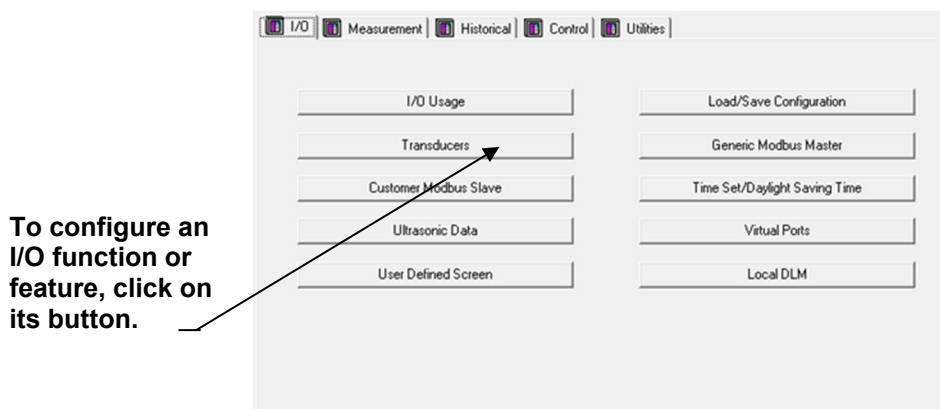 I/O Measurement Historical Control Utilities
I/O Usage
Load/Save Configuration
Transducers
Generic Modbus Master
Customer Modbus Slave
Time Set/Daylight Saving Time
Ultrasonic Data
Virtual Ports
User Defined Screen
Local DLM
To configure an
I/O function or
feature, click on
its button.